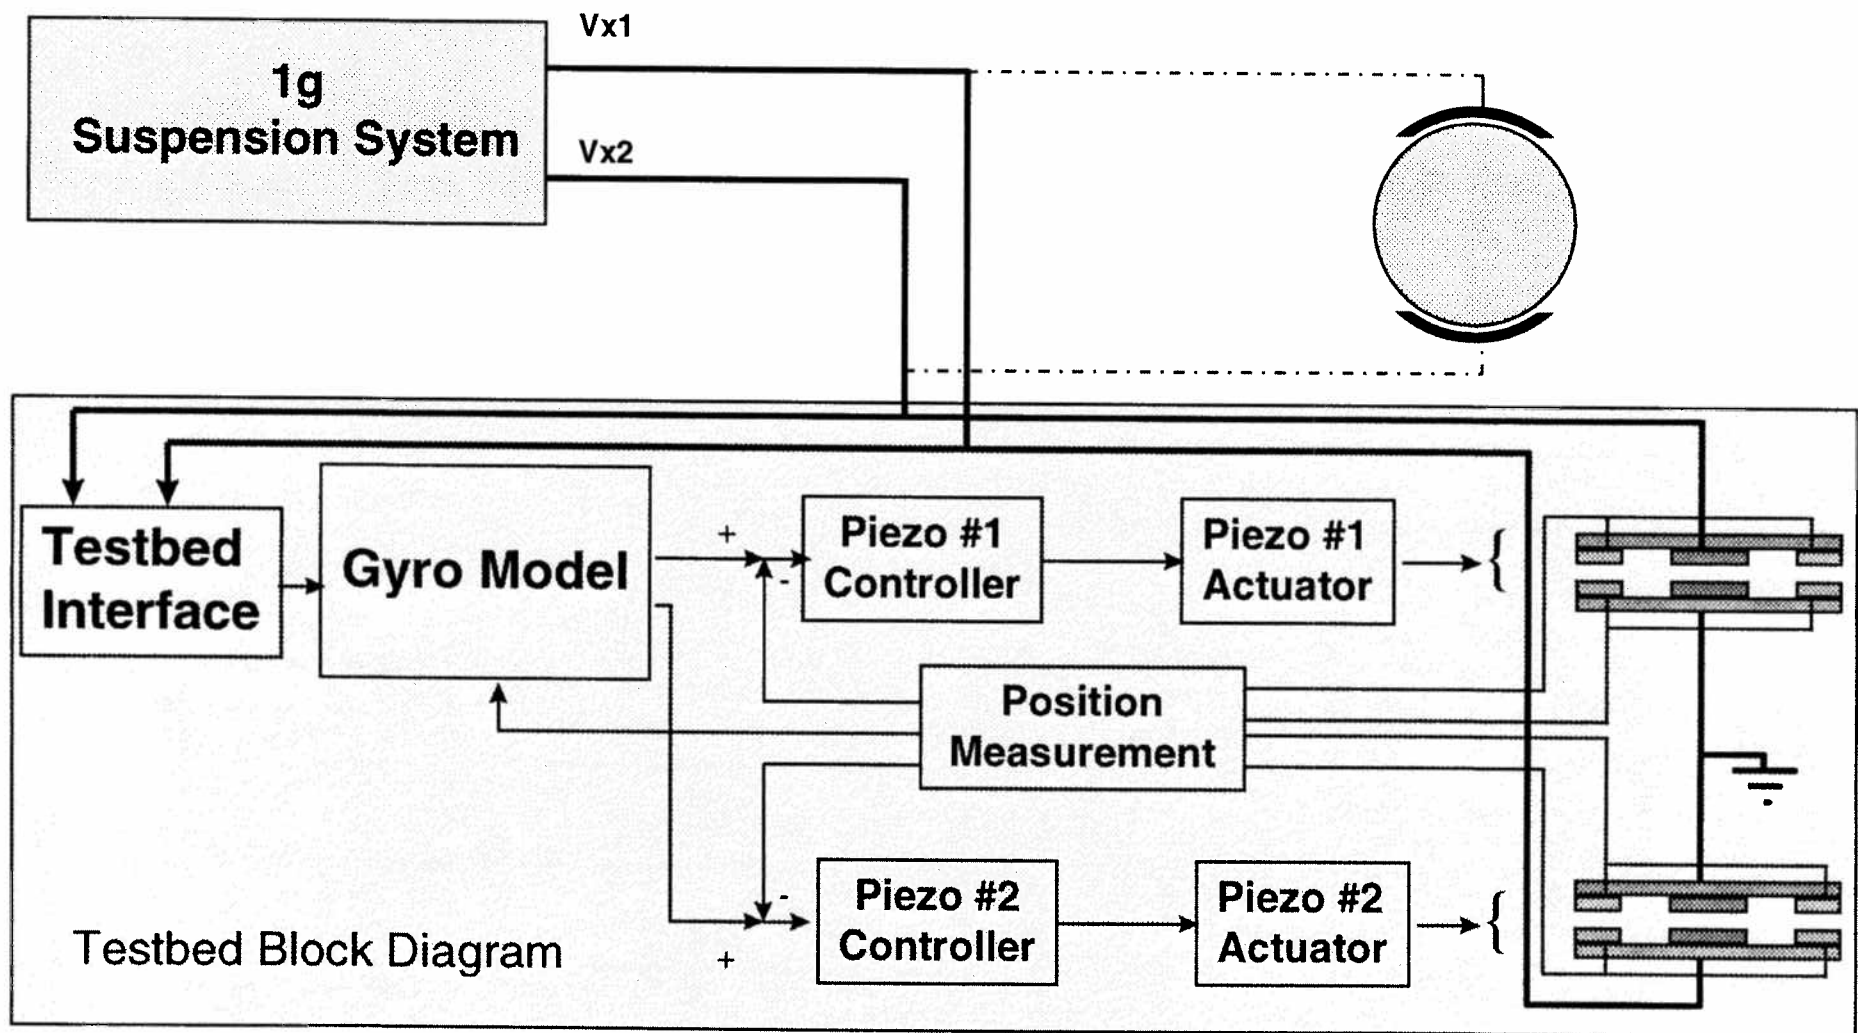 Vx1
1g
Suspension System
Vx2
Testbed
Interface
Gyro Model
+
-
Piezo #1
Controller
Piezo #1
Actuator
{
Position
Measurement
-
+
Piezo #2
Controller
Piezo #2
Actuator
{
Testbed Block Diagram